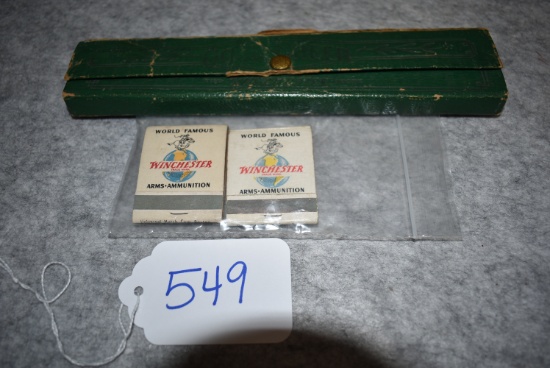 WORLD FAMOUS
WINCHESTER
ARMS-AMMUNITION
WORLD FAMOUS
WINCHESTER
ARMS-AMMUNITION
549